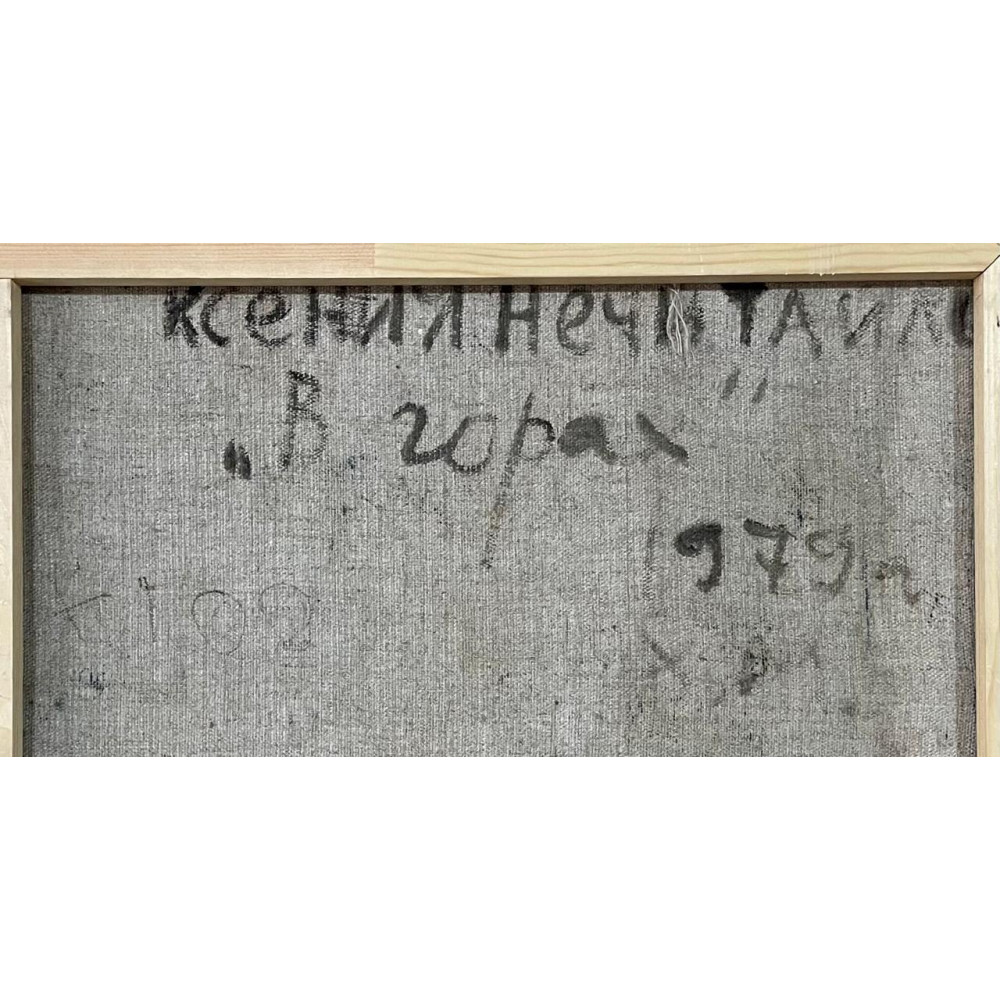 Ксения Нечитайло
„В горах"
1979г